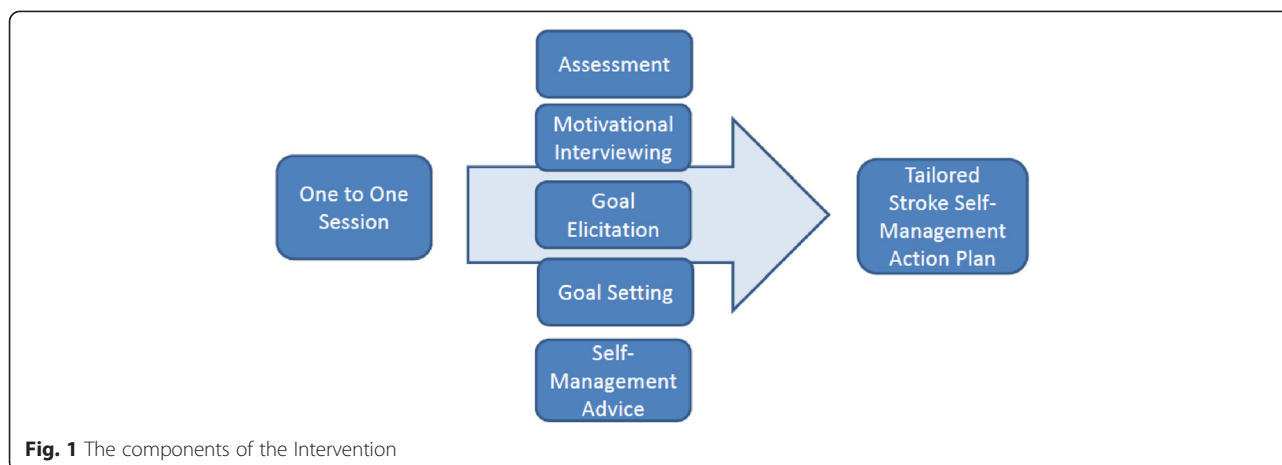 One to One
Session
Assessment
Motivational
Interviewing
Goal
Elicitation
Goal Setting
Self-
Management
Advice
Tailored
Stroke Self-
Management
Action Plan
Fig. 1 The components of the Intervention